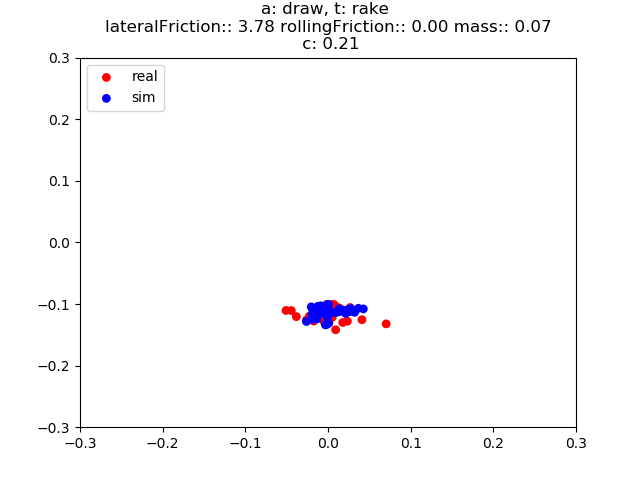 a: draw, t: rake
lateralFriction:: 3.78 rollingFriction:: 0.00 mass:: 0.07
c: 0.21
real
sim
0.3
0.2
0.1
0.0
−0.1
−0.2
−0.3
−0.3 −0.2 −0.1 0.0 0.1 0.2 0.3